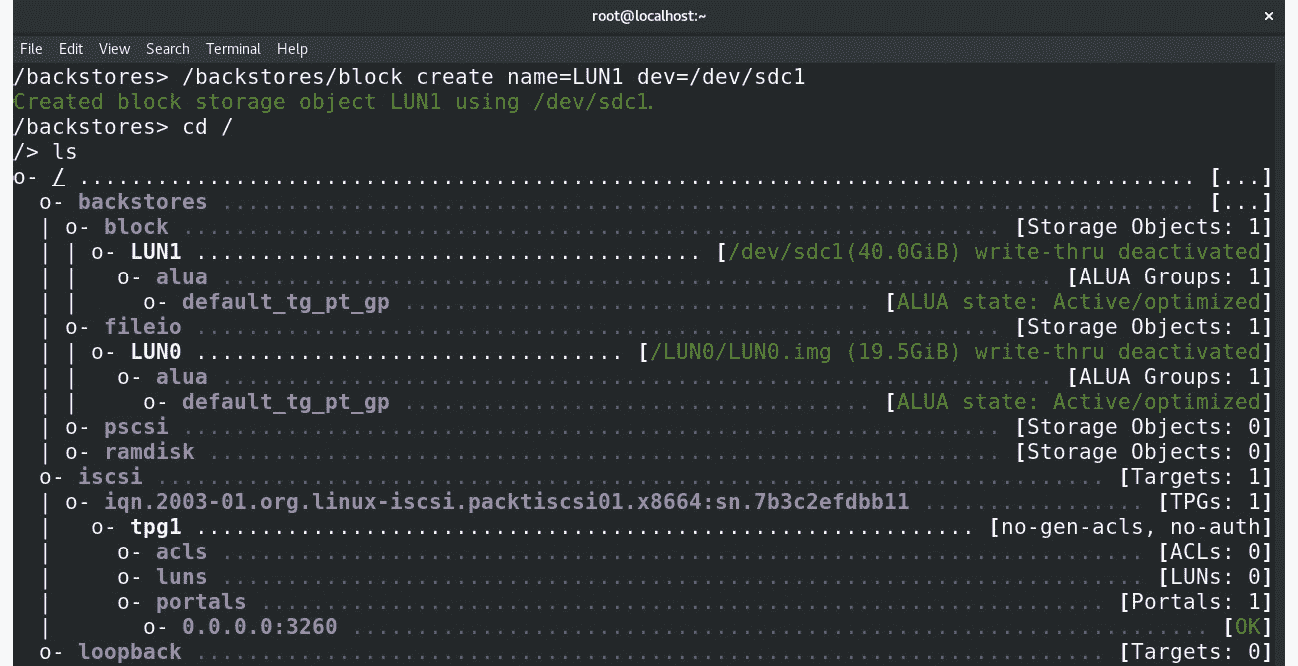 root@localhost:~ ×
File Edit View Search Terminal Help
/backstores> /backstores/block create name=LUN1 dev=/dev/sdc1
Created block storage object LUN1 using /dev/sdc1.
/backstores> cd /
/> ls
o- / ...................................................................................... [...]
  o- backstores ........................................................................... [...]
  | o- block ............................................................... [Storage Objects: 1]
  | | o- LUN1 ....................................... [/dev/sdc1(40.0GiB) write-thru deactivated]
  | |   o- alua ................................................................ [ALUA Groups: 1]
  | |     o- default_tg_pt_gp .................................... [ALUA state: Active/optimized]
  | o- fileio .............................................................. [Storage Objects: 1]
  | | o- LUN0 ................................. [/LUN0/LUN0.img (19.5GiB) write-thru deactivated]
  | |   o- alua ................................................................ [ALUA Groups: 1]
  | |     o- default_tg_pt_gp .................................... [ALUA state: Active/optimized]
  | o- pscsi ............................................................... [Storage Objects: 0]
  | o- ramdisk ............................................................. [Storage Objects: 0]
  o- iscsi ......................................................................... [Targets: 1]
  | o- iqn.2003-01.org.linux-iscsi.packtiscsi01.x8664:sn.7b3c2efdbb11 ................. [TPGs: 1]
  |   o- tpg1 ............................................................ [no-gen-acls, no-auth]
  |     o- acls ....................................................................... [ACLs: 0]
  |     o- luns ....................................................................... [LUNs: 0]
  |     o- portals ................................................................. [Portals: 1]
  |       o- 0.0.0.0:3260 .................................................................. [OK]
  o- loopback ...................................................................... [Targets: 0]